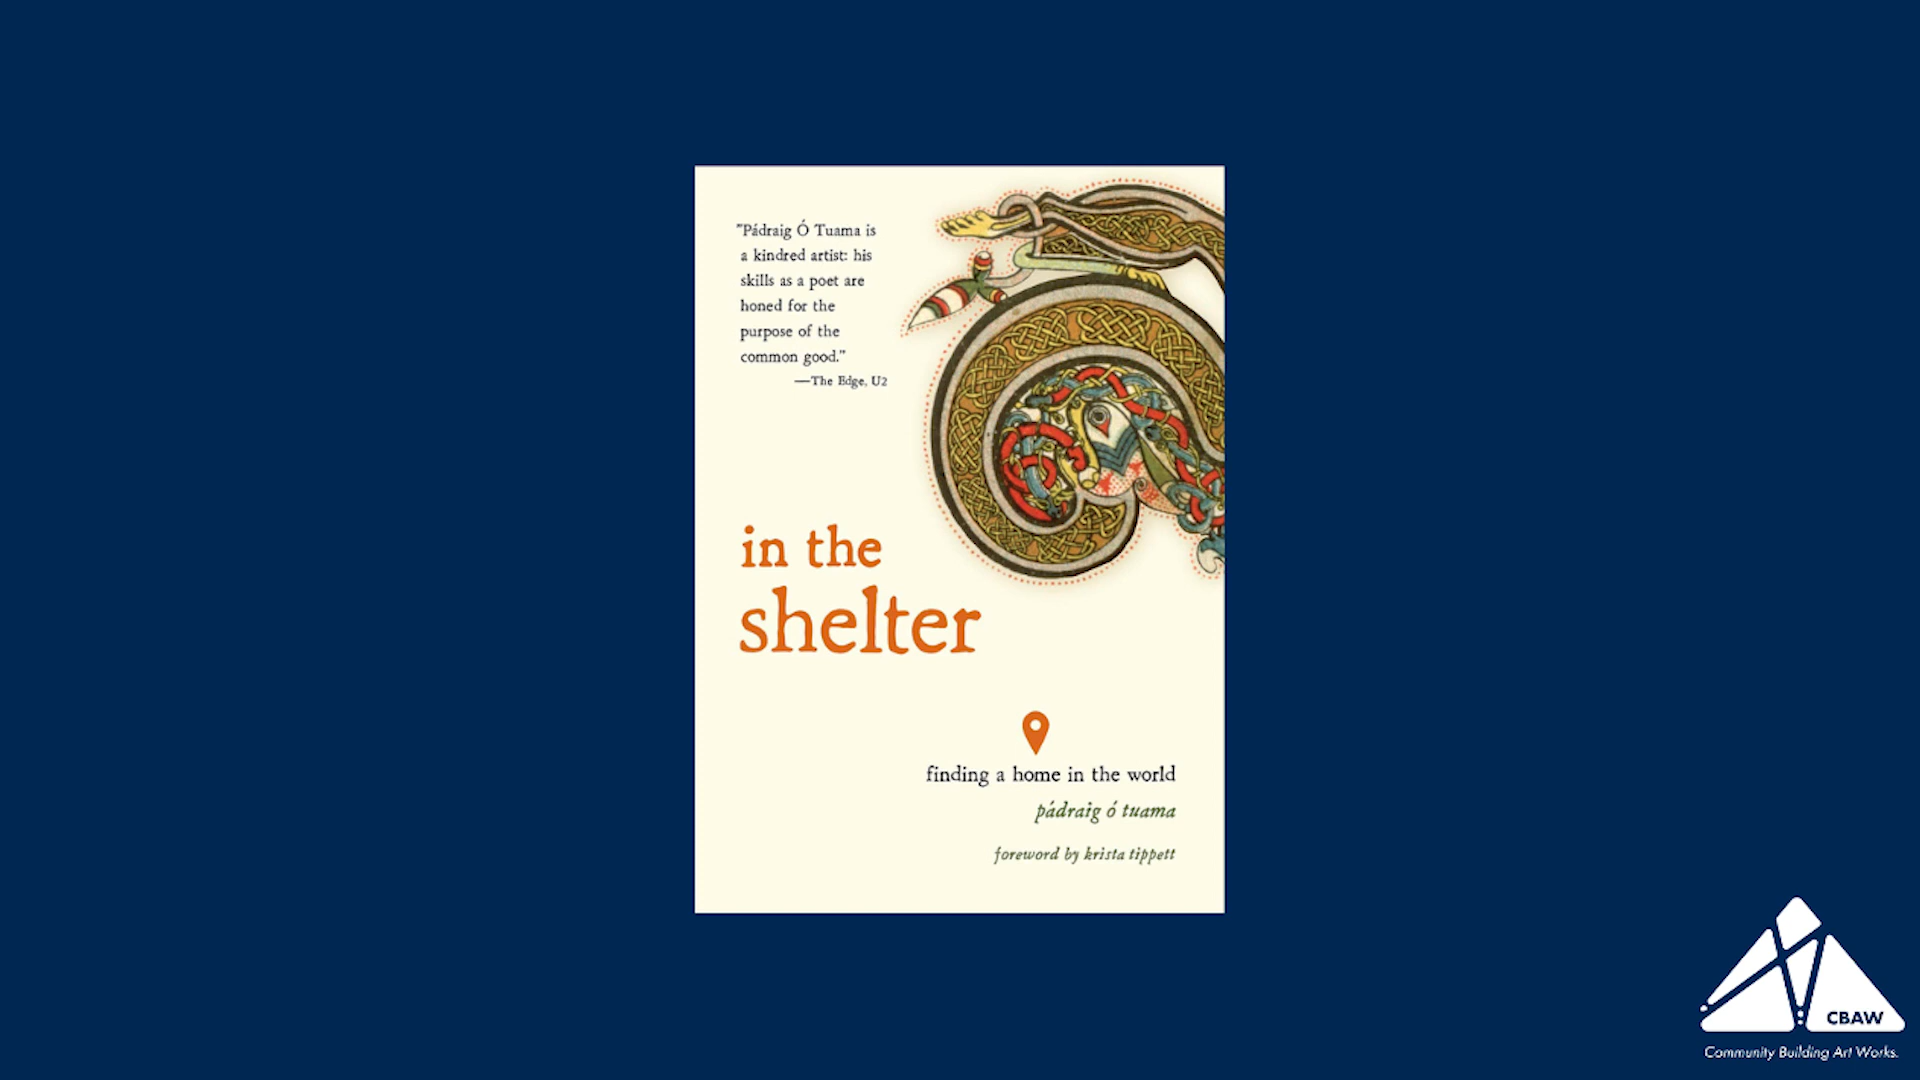 "Pádraig Ó Tuama is
a kindred artist: his
skills as a poet are
honed for the
purpose of the
common good."
—The Edge, U2
in the
shelter
finding a home in the world
pádraig ó tuama
foreword by krista tippett
CBAW
Community Building Art Works.